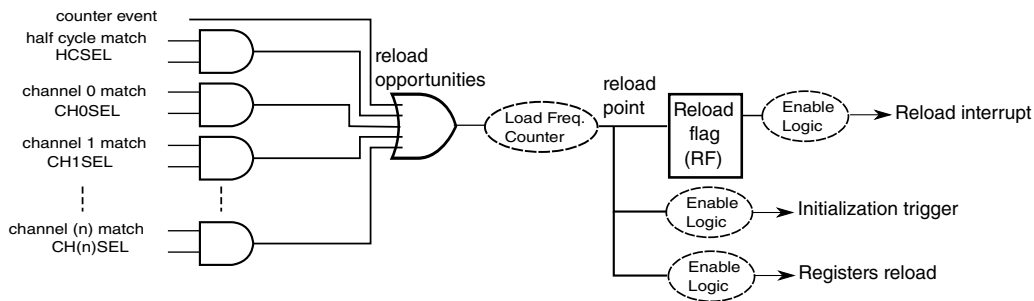 counter event
half cycle match
HCSEL
channel 0 match
CH0SEL
channel 1 match
CH1SEL
channel (n) match
CH(n)SEL
reload
opportunities
Load Freq.
Counter
reload
point
Reload
flag
(RF)
Enable
Logic
Reload interrupt
Enable
Logic
Initialization trigger
Enable
Logic
Registers reload